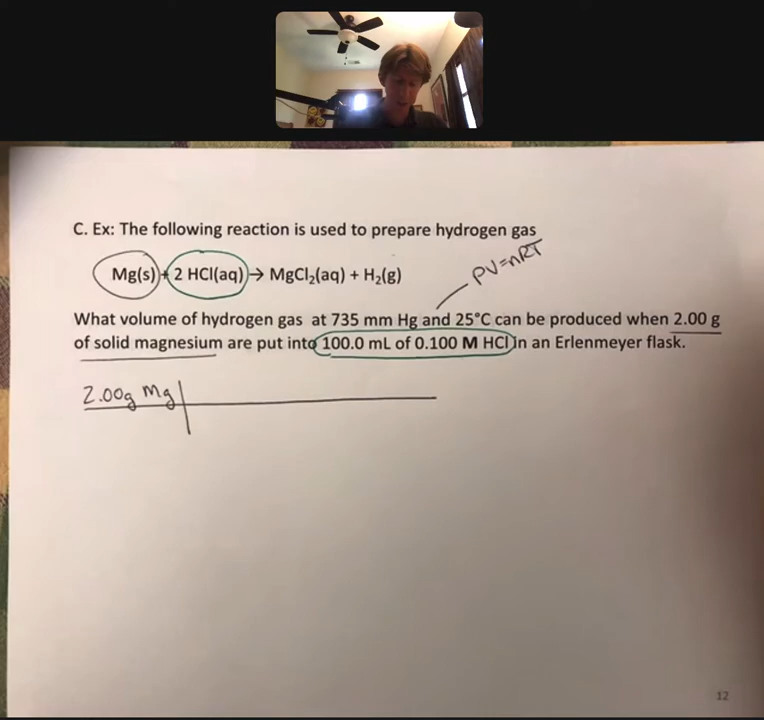 C. Ex: The following reaction is used to prepare hydrogen gas
Mg(s) + 2 HCl(aq) → MgCl₂(aq) + H₂(g)
PV=nRT
What volume of hydrogen gas at 735 mm Hg and 25°C can be produced when 2.00 g
of solid magnesium are put into 100.0 mL of 0.100 M HCl in an Erlenmeyer flask.
2.00g Mg
12